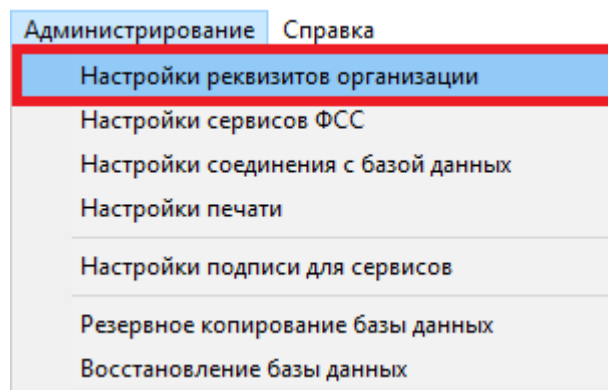 Администрирование Справка
Настройки реквизитов организации
Настройки сервисов ФСС
Настройки соединения с базой данных
Настройки печати
Настройки подписи для сервисов
Резервное копирование базы данных
Восстановление базы данных